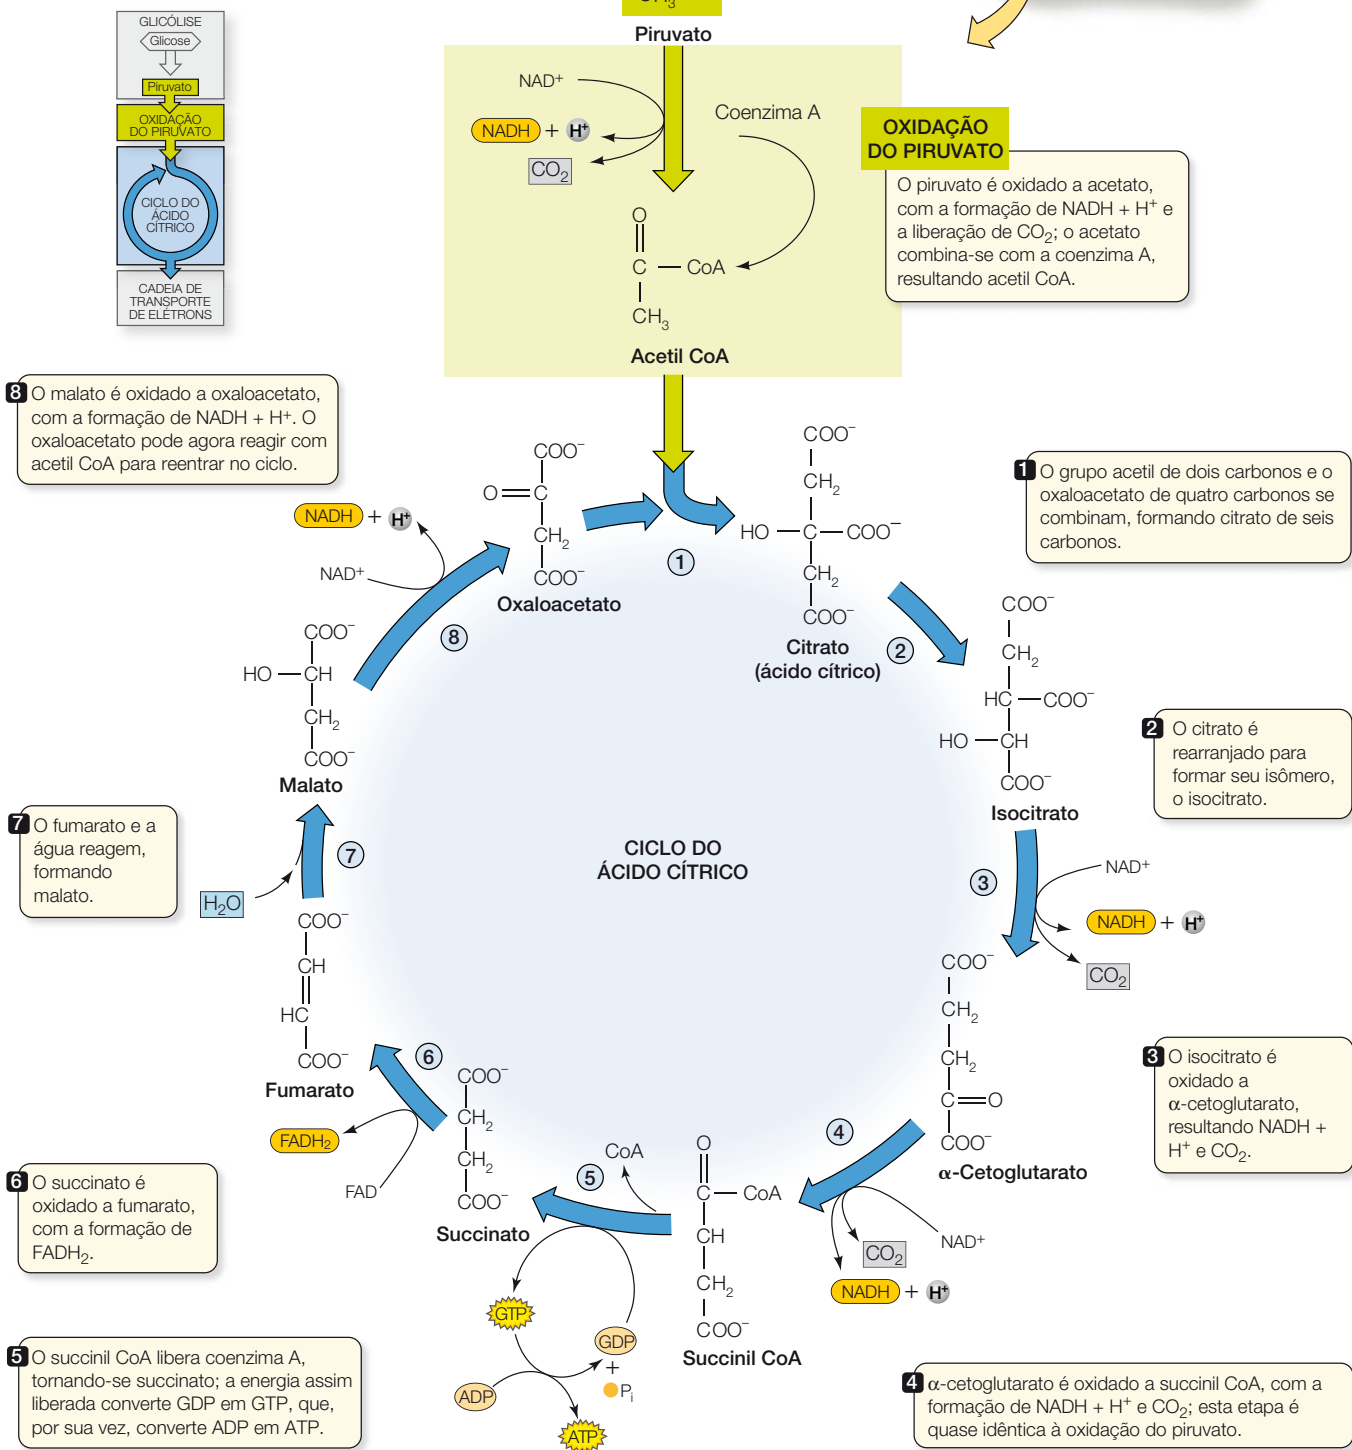 GLICÓLISE
Glicose
Piruvato
OXIDAÇÃO
DO PIRUVATO
CICLO DO
ÁCIDO
CÍTRICO
CADEIA DE
TRANSPORTE
DE ELÉTRONS
Piruvato
NAD⁺
NADH + H⁺
CO₂
Coenzima A
O
C — CoA
CH₃
Acetil CoA
OXIDAÇÃO
DO PIRUVATO
O piruvato é oxidado a acetato,
com a formação de NADH + H⁺ e
a liberação de CO₂; o acetato
combina-se com a coenzima A,
resultando acetil CoA.
8 O malato é oxidado a oxaloacetato,
com a formação de NADH + H⁺. O
oxaloacetato pode agora reagir com
acetil CoA para reentrar no ciclo.
NADH + H⁺
NAD⁺
8
COO⁻
O=C
CH₂
COO⁻
Oxaloacetato
1
COO⁻
CH₂
HO — C — COO⁻
CH₂
COO⁻
Citrato
(ácido cítrico)
2
1 O grupo acetil de dois carbonos e o
oxaloacetato de quatro carbonos se
combinam, formando citrato de seis
carbonos.
COO⁻
CH₂
HC — COO⁻
HO — CH
COO⁻
Isocitrato
2 O citrato é
rearranjado para
formar seu isômero,
o isocitrato.
COO⁻
HO — CH
CH₂
COO⁻
Malato
7 O fumarato e a
água reagem,
formando
malato.
H₂O
7
CICLO DO
ÁCIDO CÍTRICO
3
NAD⁺
NADH + H⁺
CO₂
COO⁻
CH
HC
COO⁻
Fumarato
6
FADH₂
FAD
COO⁻
CH₂
CH₂
C=O
COO⁻
α-Cetoglutarato
3 O isocitrato é
oxidado a
α-cetoglutarato,
resultando NADH +
H⁺ e CO₂.
6 O succinato é
oxidado a fumarato,
com a formação de
FADH₂.
COO⁻
CH₂
CH₂
COO⁻
Succinato
CoA
5
O
C — CoA
CH
CH₂
COO⁻
Succinil CoA
4
CO₂
NAD⁺
NADH + H⁺
GTP
GDP
+
Pᵢ
ADP
ATP
5 O succinil CoA libera coenzima A,
tornando-se succinato; a energia assim
liberada converte GDP em GTP, que,
por sua vez, converte ADP em ATP.
4 α-cetoglutarato é oxidado a succinil CoA, com a
formação de NADH + H⁺ e CO₂; esta etapa é
quase idêntica à oxidação do piruvato.